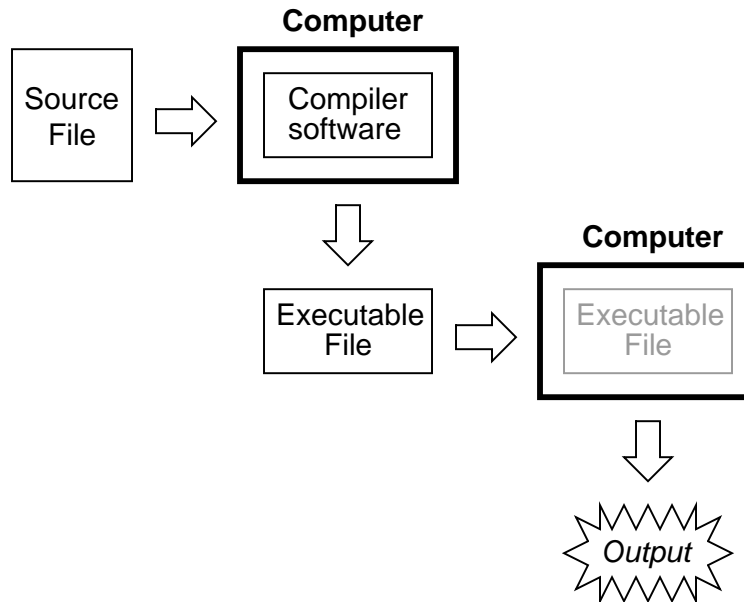 Computer
Source
File
Compiler
software
Computer
Executable
File
Executable
File
Output